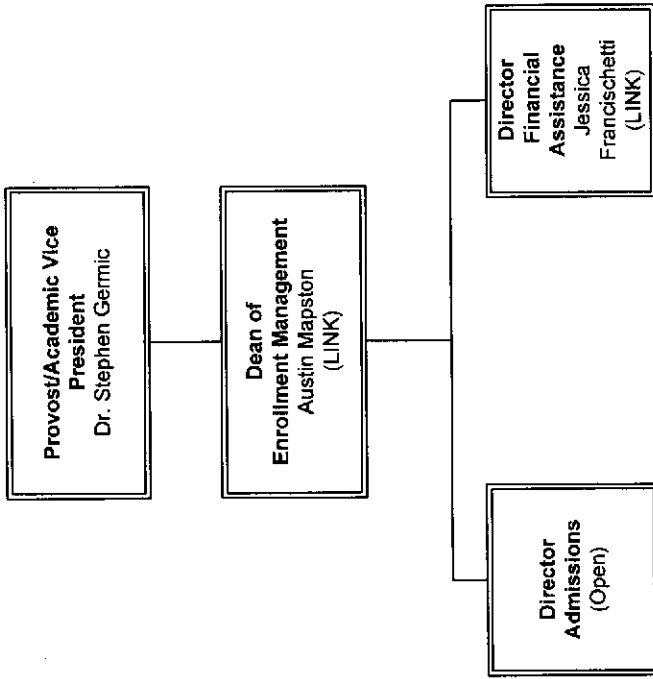 Provost/Academic Vice
President
Dr. Stephen Germic
Dean of
Enrollment Management
Austin Mapston
(LINK)
Director
Admissions
(Open)
Director
Financial
Assistance
Jessica
Francischetti
(LINK)